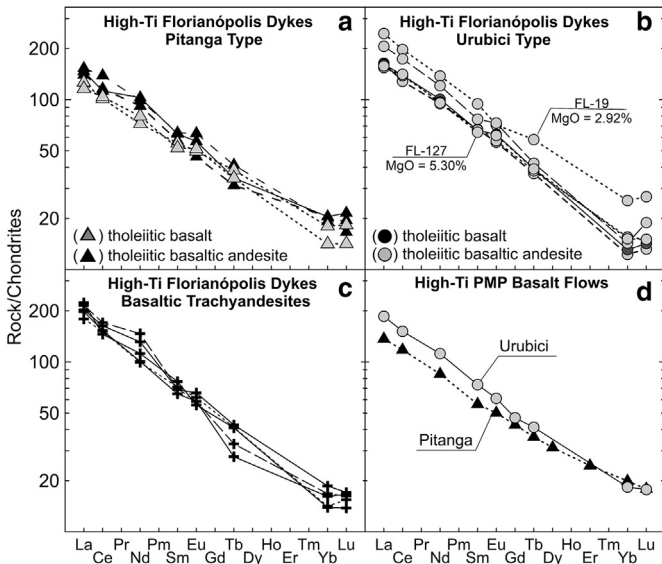 High-Ti Florianópolis Dykes
Pitanga Type
a
200
100
50
20
( ) tholeiitic basalt
( ) tholeiitic basaltic andesite
High-Ti Florianópolis Dykes
Urubici Type
b
FL-19
MgO = 2.92%
FL-127
MgO = 5.30%
( ) tholeiitic basalt
( ) tholeiitic basaltic andesite
Rock/Chondrites
High-Ti Florianópolis Dykes
Basaltic Trachyandesites
c
200
100
50
20
High-Ti PMP Basalt Flows
d
Urubici
Pitanga
La Pr Pm Eu Tb Ho Tm Lu
Ce Nd Sm Gd Dy Er Yb
La Pr Pm Eu Tb Ho Tm Lu
Ce Nd Sm Gd Dy Er Yb